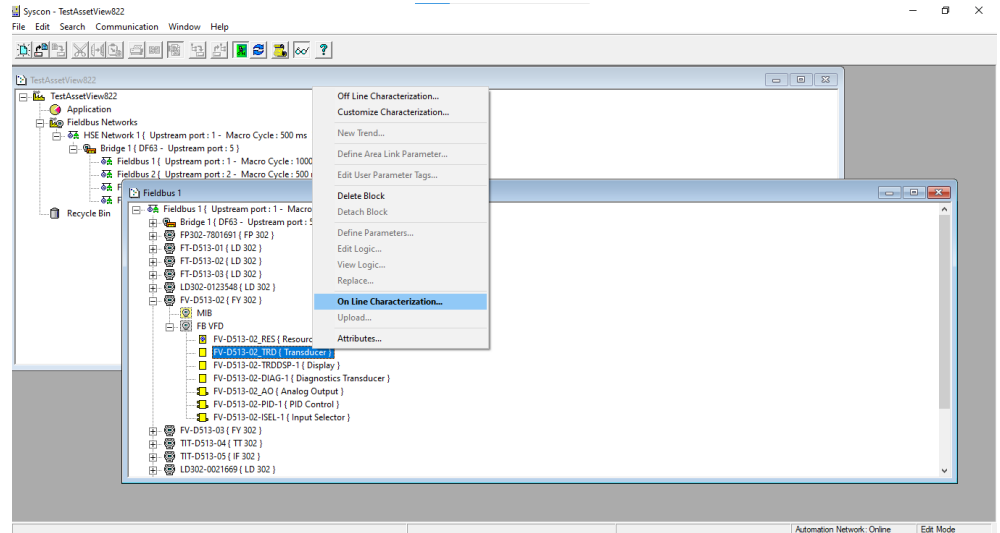 Syscon - TestAssetView822
File Edit Search Communication Window Help
TestAssetView822
TestAssetView822
Application
Fieldbus Networks
HSE Network 1 { Upstream port : 1 - Macro Cycle : 500 ms
Bridge 1 { DF63 - Upstream port : 5 }
Fieldbus 1 { Upstream port : 1 - Macro Cycle : 1000
Fieldbus 2 { Upstream port : 2 - Macro Cycle : 500
F
F
Recycle Bin
Fieldbus 1
Fieldbus 1 { Upstream port : 1 - Macro
Bridge 1 { DF63 - Upstream port : 5
FP302-7801691 { FP 302 }
FT-D513-01 { LD 302 }
FT-D513-02 { LD 302 }
FT-D513-03 { LD 302 }
LD302-0123548 { LD 302 }
FV-D513-02 { FY 302 }
MIB
FB VFD
FV-D513-02_RES { Resourc
FV-D513-02_TRD { Transducer }
FV-D513-02-TRDDSP-1 { Display }
FV-D513-02-DIAG-1 { Diagnostics Transducer }
FV-D513-02_AO { Analog Output }
FV-D513-02-PID-1 { PID Control }
FV-D513-02-ISEL-1 { Input Selector }
FV-D513-03 { FY 302 }
TIT-D513-04 { TT 302 }
TIT-D513-05 { IF 302 }
LD302-0021669 { LD 302 }
Off Line Characterization...
Customize Characterization...
New Trend...
Define Area Link Parameter...
Edit User Parameter Tags...
Delete Block
Detach Block
Define Parameters...
Edit Logic...
View Logic...
Replace...
On Line Characterization...
Upload...
Attributes...
Automation Network: Online Edit Mode